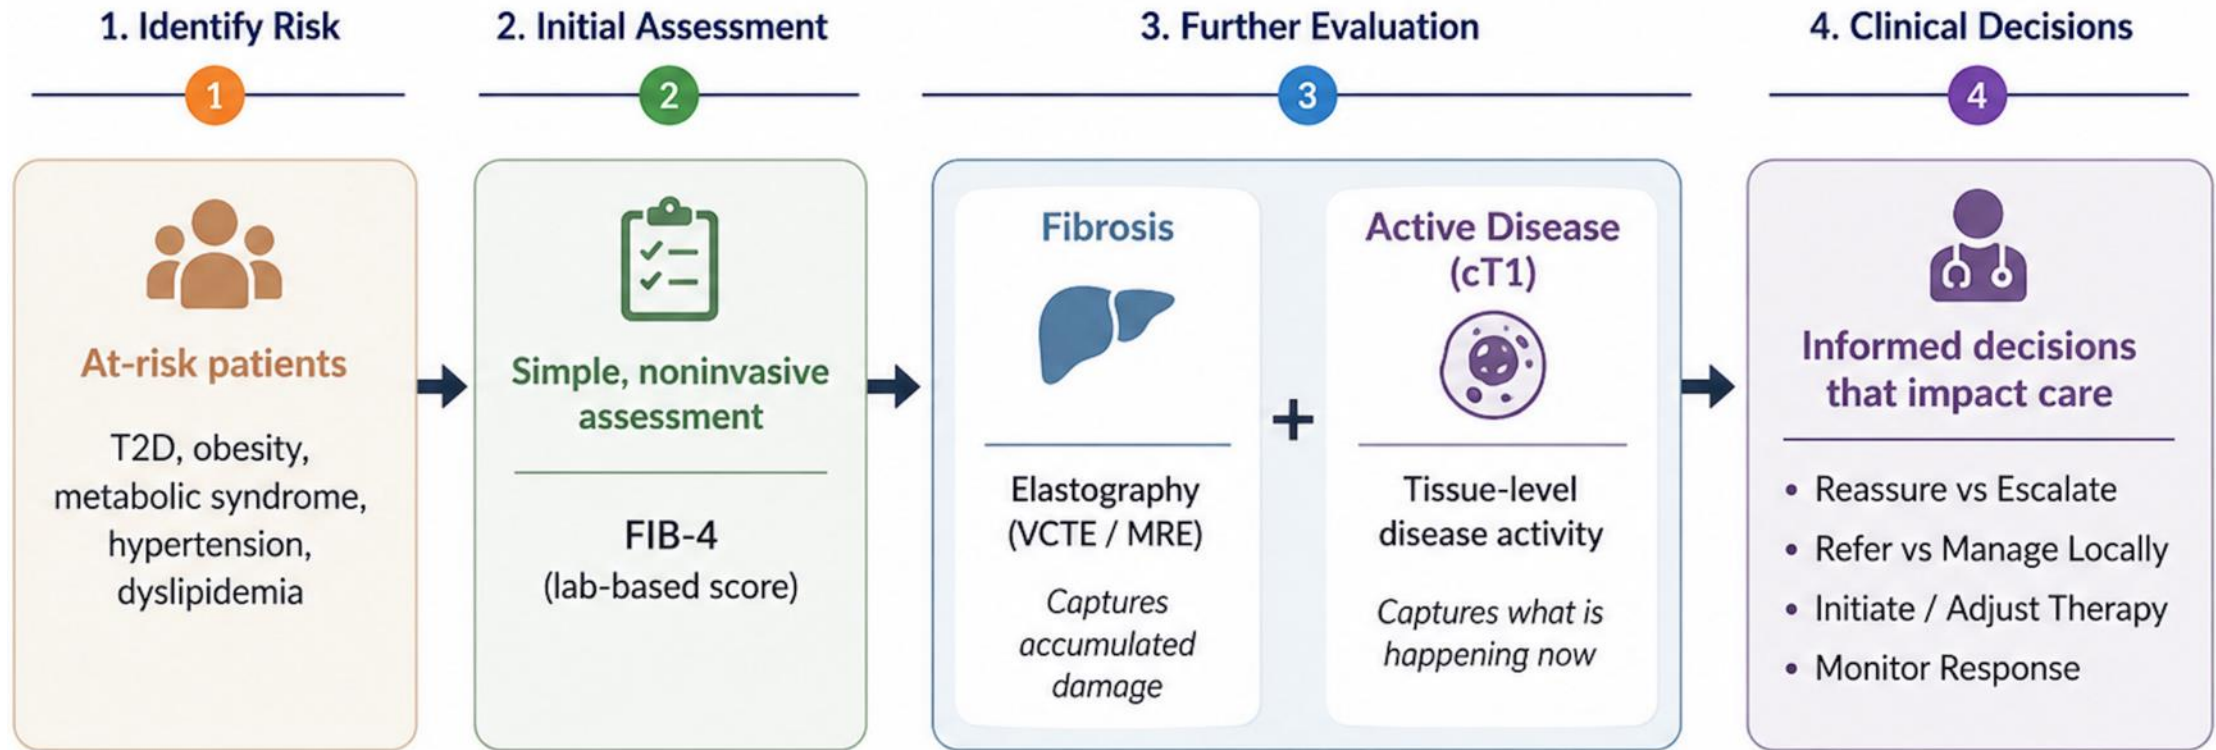 1. Identify Risk
1
At-risk patients
T2D, obesity,
metabolic syndrome,
hypertension,
dyslipidemia
2. Initial Assessment
2
Simple, noninvasive
assessment
FIB-4
(lab-based score)
3. Further Evaluation
3
Fibrosis
Elastography
(VCTE / MRE)
Captures
accumulated
damage
+
Active Disease
(cT1)
Tissue-level
disease activity
Captures what is
happening now
4. Clinical Decisions
4
Informed decisions
that impact care
• Reassure vs Escalate
• Refer vs Manage Locally
• Initiate / Adjust Therapy
• Monitor Response